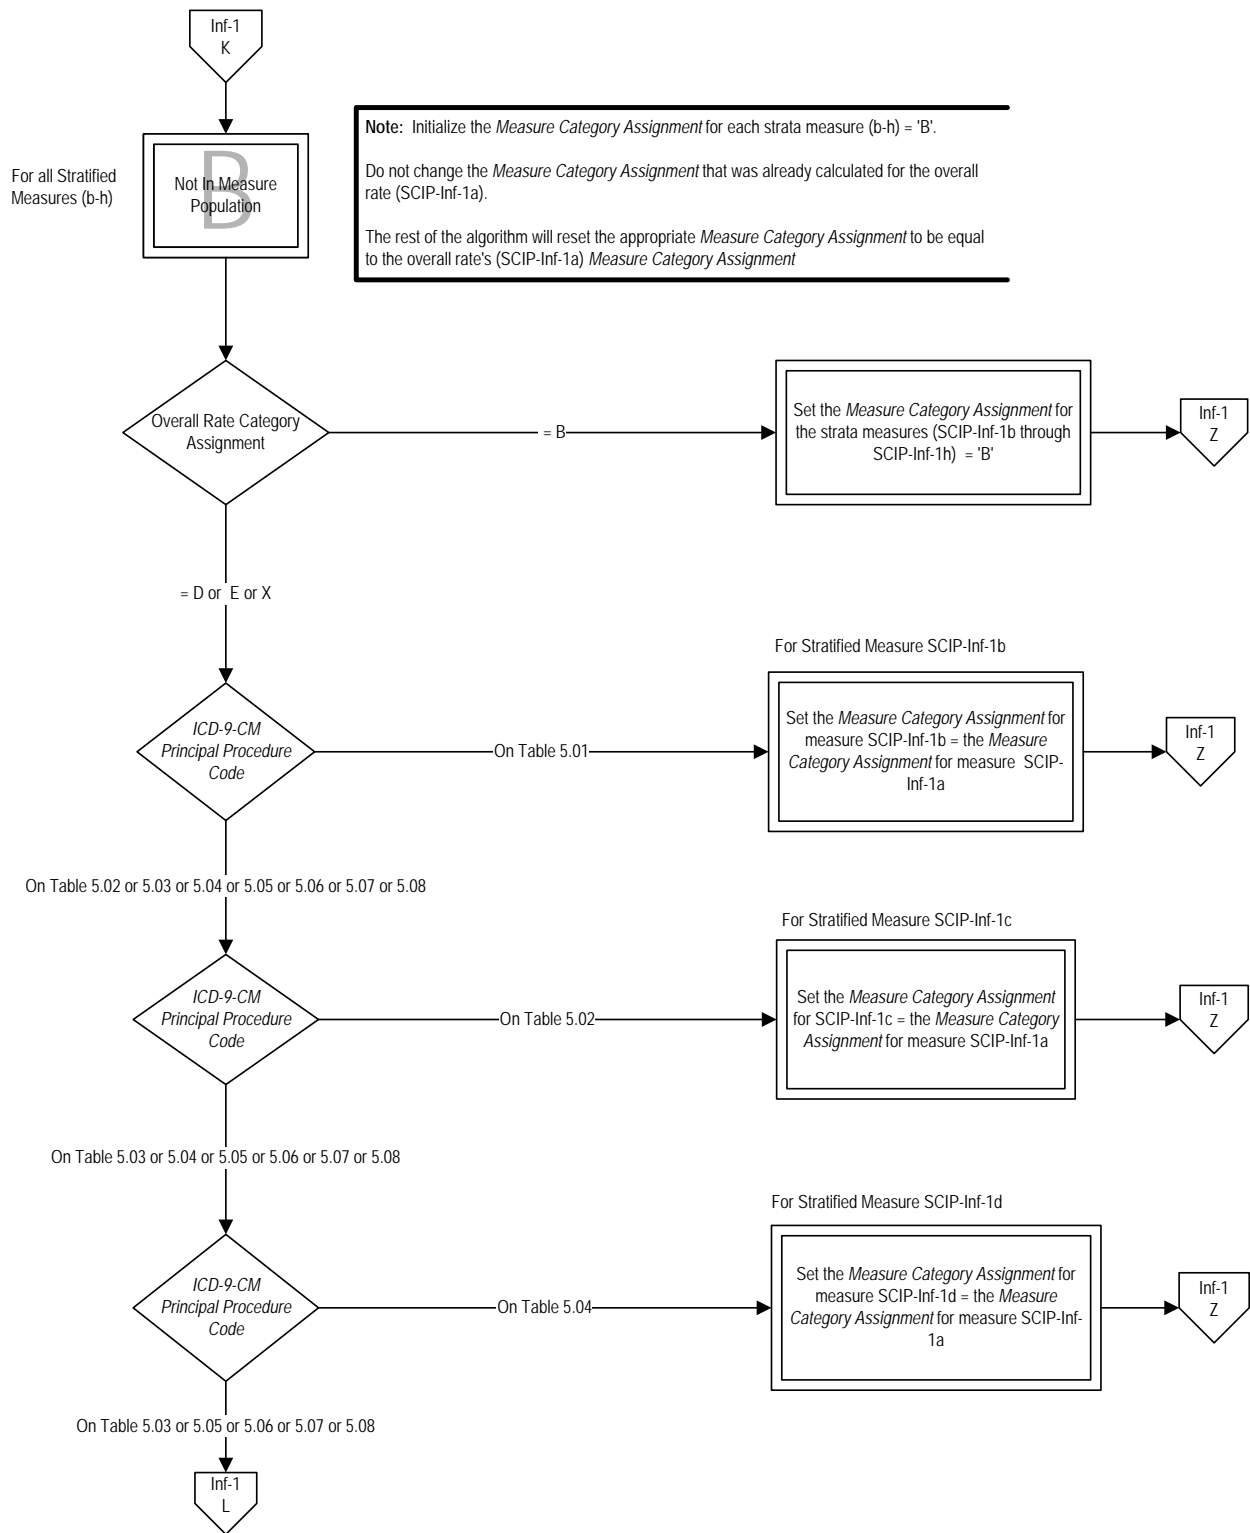 Inf-1
K
Note: Initialize the Measure Category Assignment for each strata measure (b-h) = 'B'.
Do not change the Measure Category Assignment that was already calculated for the overall
rate (SCIP-Inf-1a).
The rest of the algorithm will reset the appropriate Measure Category Assignment to be equal
to the overall rate's (SCIP-Inf-1a) Measure Category Assignment
For all Stratified
Measures (b-h)
B
Not In Measure
Population
Overall Rate Category
Assignment
= B
Set the Measure Category Assignment for
the strata measures (SCIP-Inf-1b through
SCIP-Inf-1h) = 'B'
Inf-1
Z
= D or E or X
For Stratified Measure SCIP-Inf-1b
ICD-9-CM
Principal Procedure
Code
On Table 5.01
Set the Measure Category Assignment for
measure SCIP-Inf-1b = the Measure
Category Assignment for measure SCIP-
Inf-1a
Inf-1
Z
On Table 5.02 or 5.03 or 5.04 or 5.05 or 5.06 or 5.07 or 5.08
For Stratified Measure SCIP-Inf-1c
ICD-9-CM
Principal Procedure
Code
On Table 5.02
Set the Measure Category Assignment
for SCIP-Inf-1c = the Measure Category
Assignment for measure SCIP-Inf-1a
Inf-1
Z
On Table 5.03 or 5.04 or 5.05 or 5.06 or 5.07 or 5.08
For Stratified Measure SCIP-Inf-1d
ICD-9-CM
Principal Procedure
Code
On Table 5.04
Set the Measure Category Assignment for
measure SCIP-Inf-1d = the Measure
Category Assignment for measure SCIP-Inf-
1a
Inf-1
Z
On Table 5.03 or 5.05 or 5.06 or 5.07 or 5.08
Inf-1
L